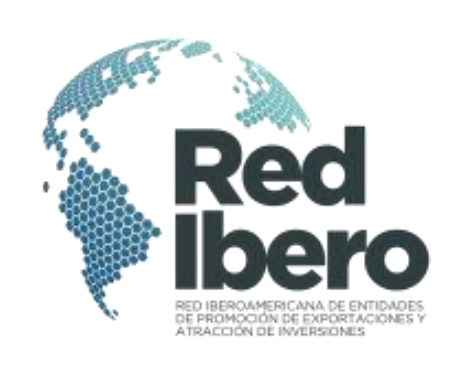 Red
Ibero
RED IBEROAMERICANA DE ENTIDADES
DE PROMOCIÓN DE EXPORTACIONES Y
ATRACCIÓN DE INVERSIONES